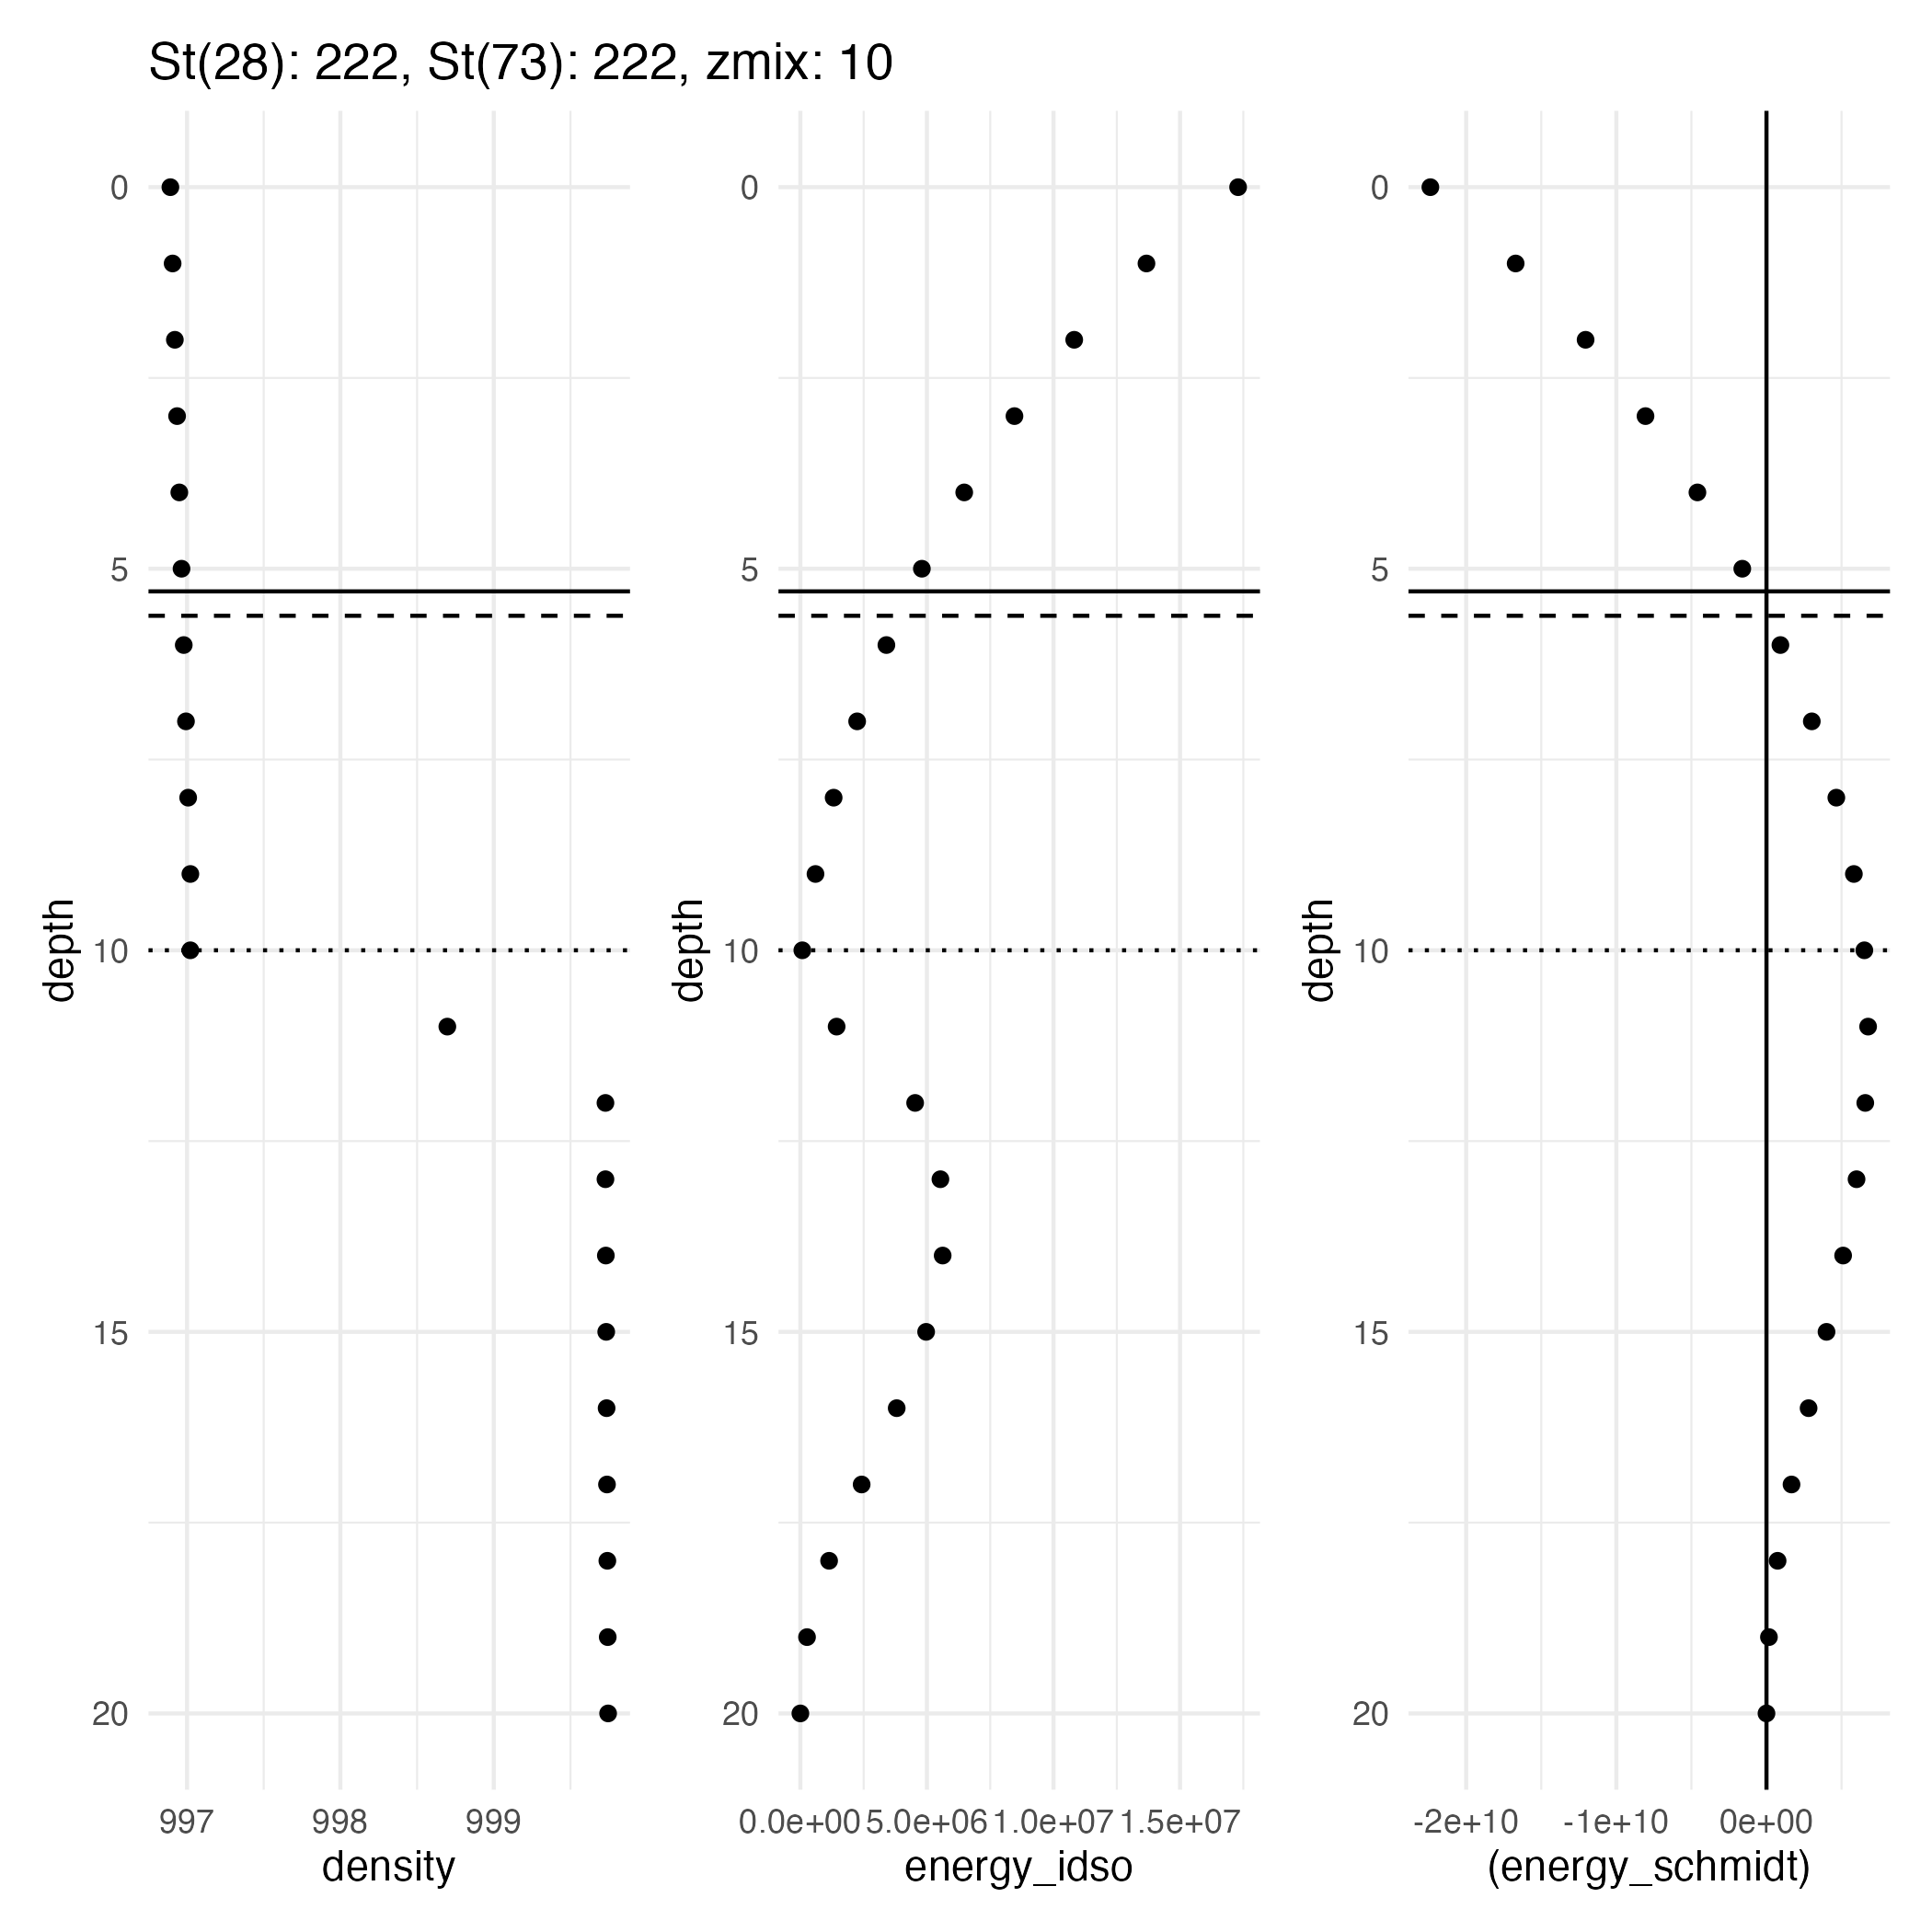 St(28): 222, St(73): 222, zmix: 10
depth
0
5
10
15
20
997 998 999
density
depth
0
5
10
15
20
0.0e+00 5.0e+06 1.0e+07 1.5e+07
energy_idso
depth
0
5
10
15
20
-2e+10 -1e+10 0e+00
(energy_schmidt)